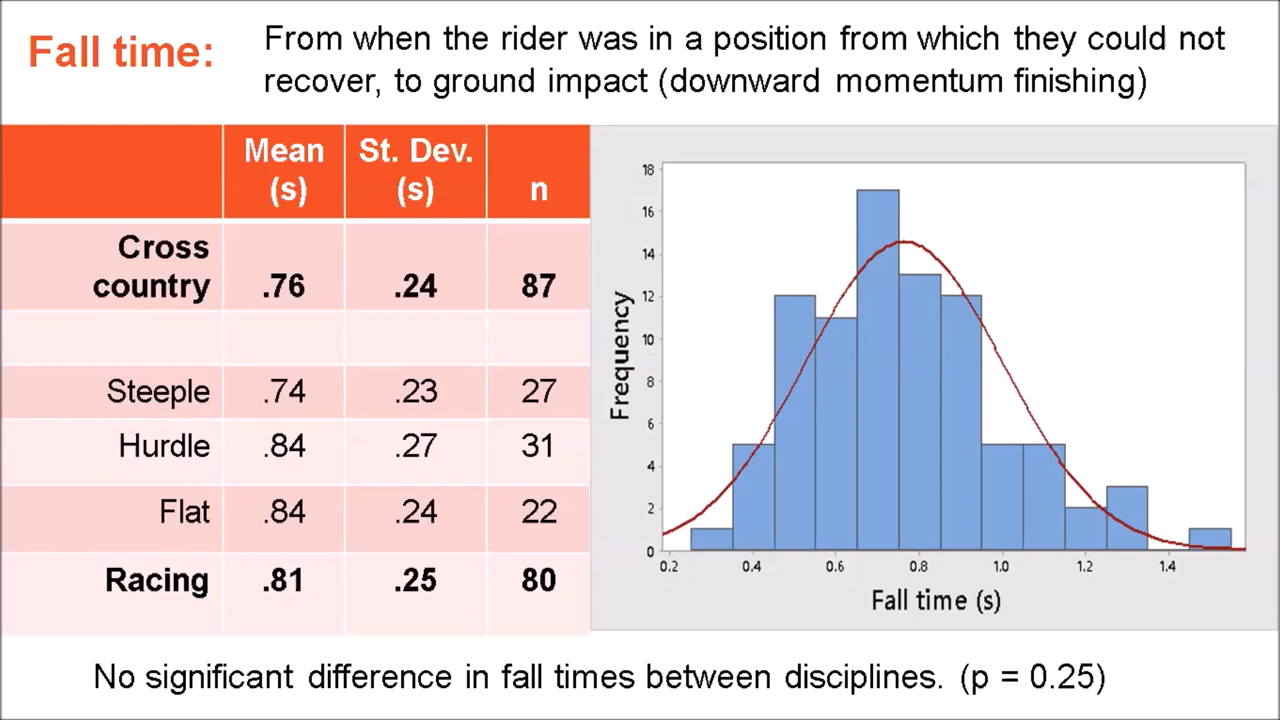 Fall time:
From when the rider was in a position from which they could not
recover, to ground impact (downward momentum finishing)
Mean (s) St. Dev. (s) n
Cross country .76 .24 87
Steeple .74 .23 27
Hurdle .84 .27 31
Flat .84 .24 22
Racing .81 .25 80
Frequency
18
16
14
12
10
8
6
4
2
0
0.2 0.4 0.6 0.8 1.0 1.2 1.4
Fall time (s)
No significant difference in fall times between disciplines. (p = 0.25)